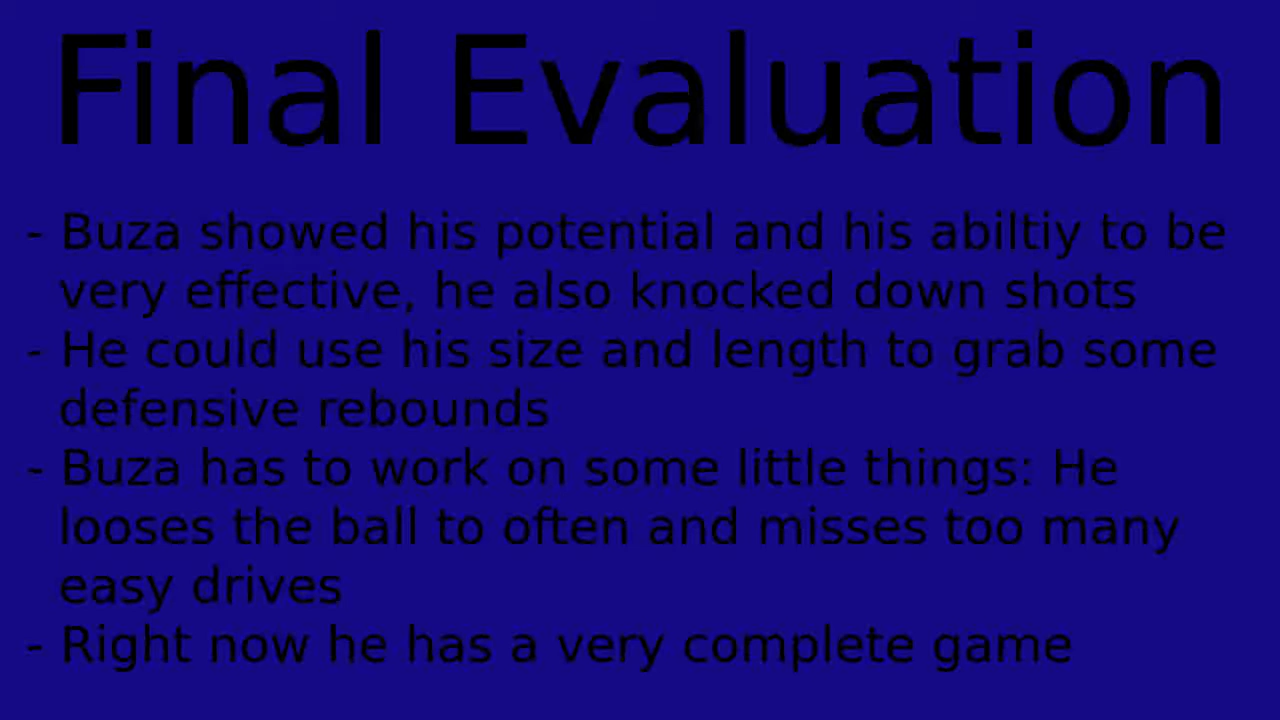 Final Evaluation
- Buza showed his potential and his abiltiy to be
very effective, he also knocked down shots
- He could use his size and length to grab some
defensive rebounds
- Buza has to work on some little things: He
looses the ball to often and misses too many
easy drives
- Right now he has a very complete game